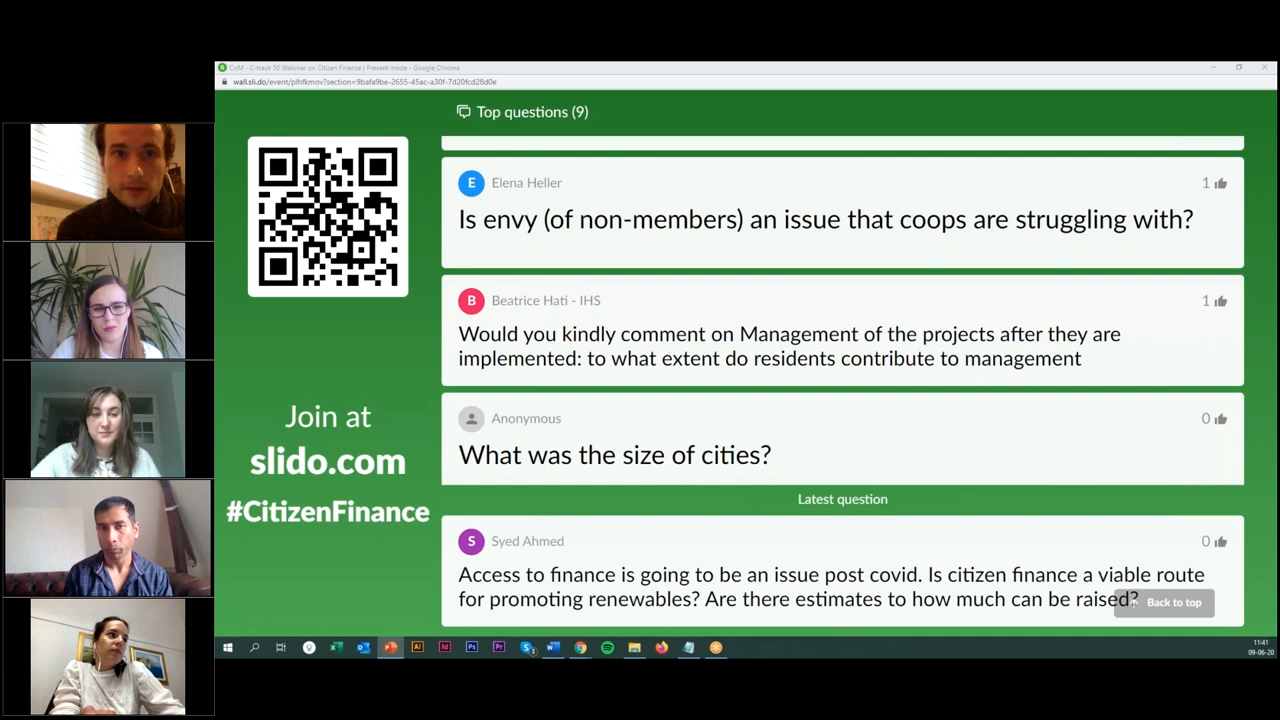 CoM - C-track 50 Webinar on Citizen Finance | Present mode - Google Chrome
wall.sli.do/event/plhfkmov?section=9bafa9be-2655-45ac-a30f-7d20fcd28d0e
Top questions (9)
E Elena Heller 1
Is envy (of non-members) an issue that coops are struggling with?
B Beatrice Hati - IHS 1
Would you kindly comment on Management of the projects after they are
implemented: to what extent do residents contribute to management
Anonymous 0
What was the size of cities?
Join at
slido.com
#CitizenFinance
Latest question
S Syed Ahmed 0
Access to finance is going to be an issue post covid. Is citizen finance a viable route
for promoting renewables? Are there estimates to how much can be raised?
Back to top
Ai Id Ps Pr
11:41
09-06-20